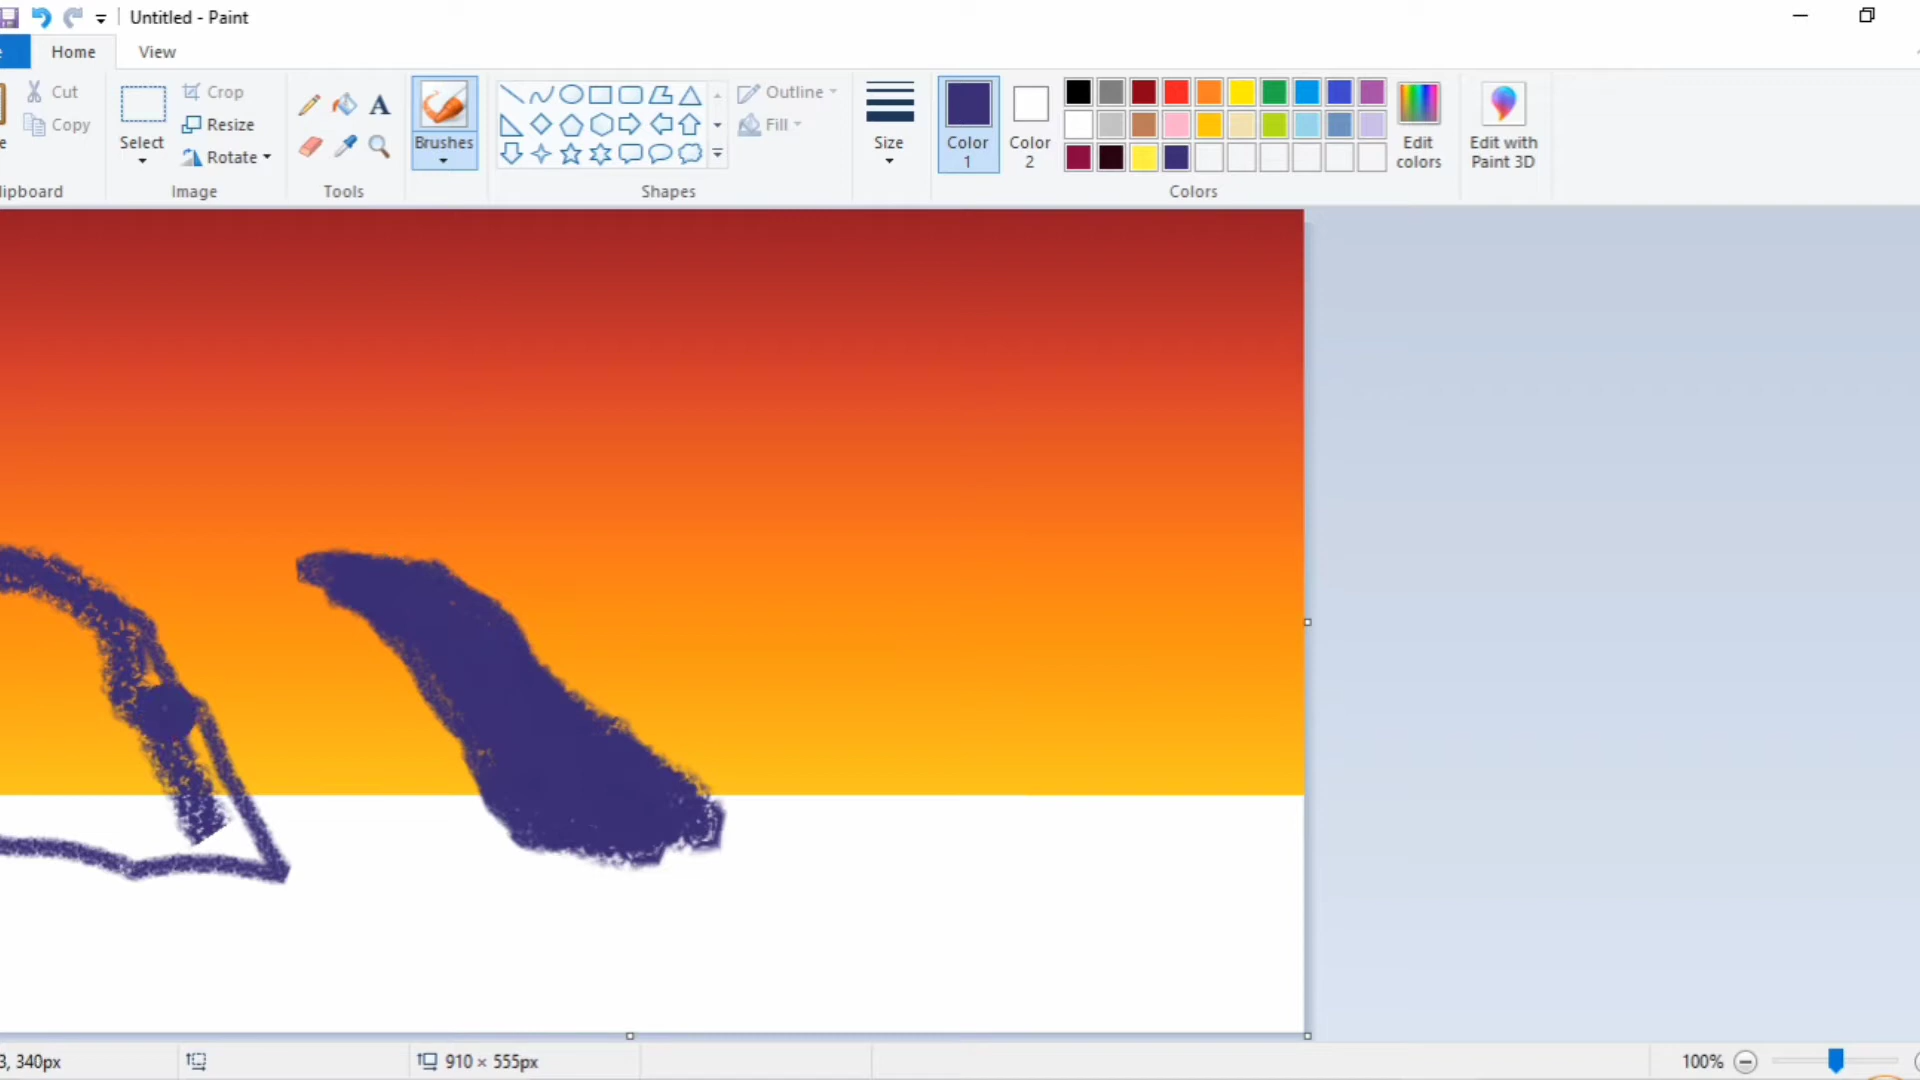 Untitled - Paint
Home View
Cut
Copy
Select
Crop
Resize
Rotate
A
Brushes
Outline
Fill
Size
Color 1
Color 2
Edit colors
Edit with Paint 3D
Image Tools Shapes Colors
3, 340px
910 × 555px
100%